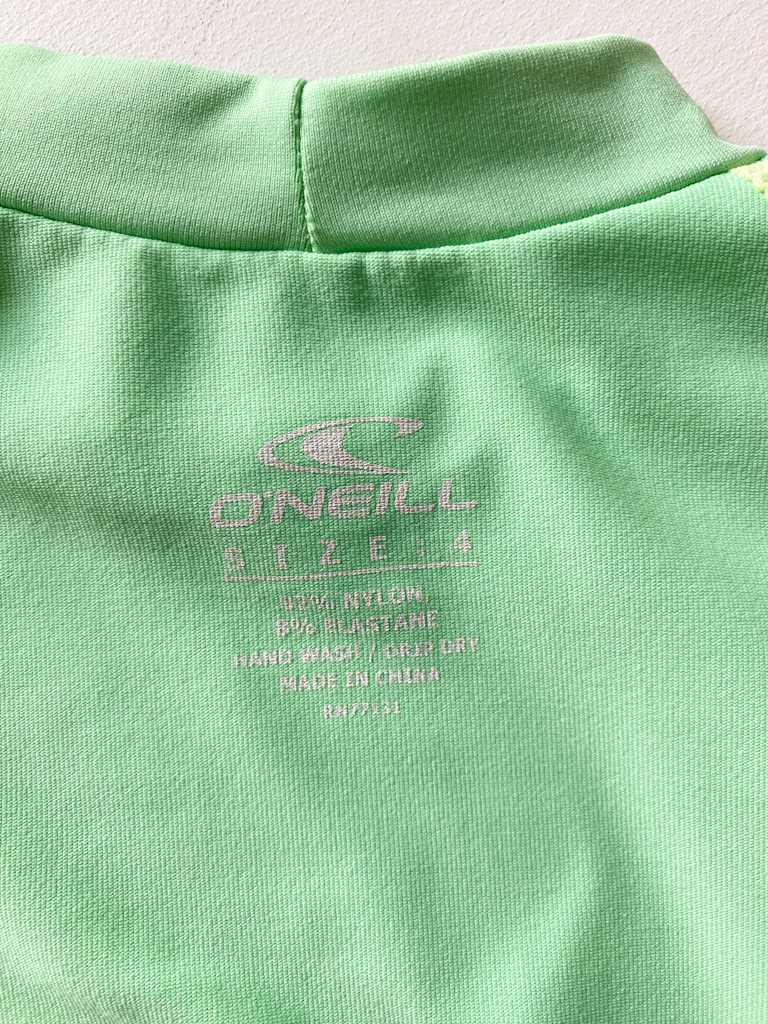 O'NEILL
SIZE: 4
92% NYLON,
8% ELASTANE
HAND WASH / DRIP DRY
MADE IN CHINA
RN77131